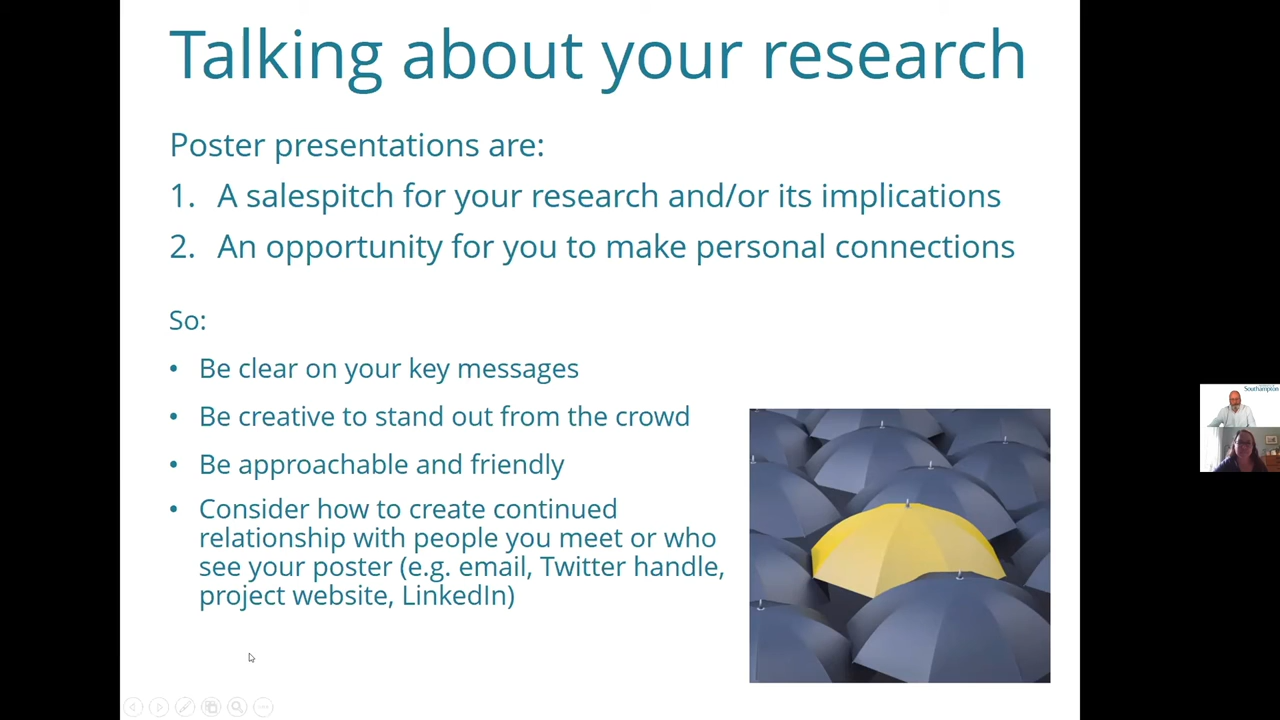 Talking about your research
Poster presentations are:
1. A salespitch for your research and/or its implications
2. An opportunity for you to make personal connections
So:
• Be clear on your key messages
• Be creative to stand out from the crowd
• Be approachable and friendly
• Consider how to create continued
relationship with people you meet or who
see your poster (e.g. email, Twitter handle,
project website, LinkedIn)
Southampton